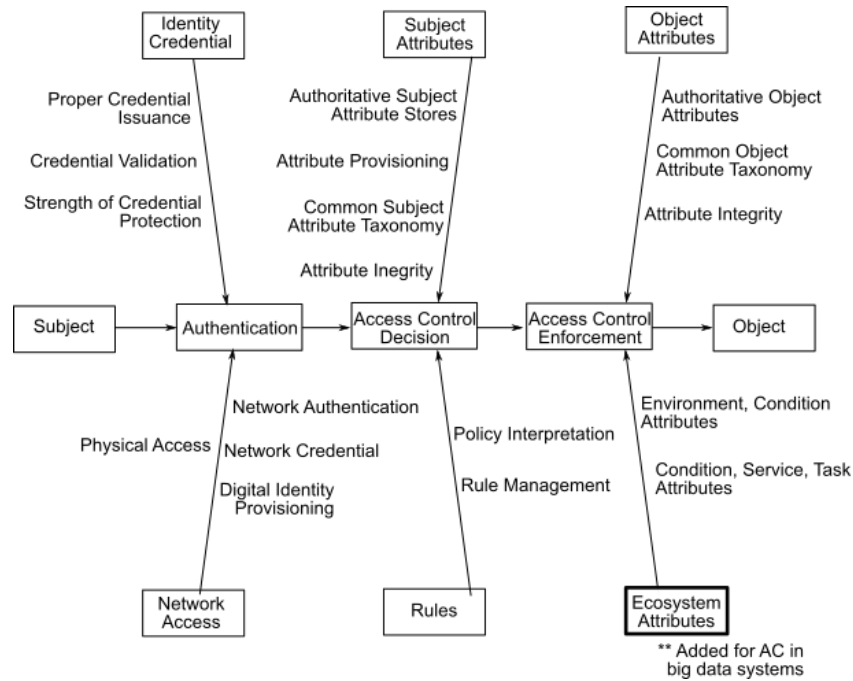 Identity
Credential
Subject
Attributes
Object
Attributes
Proper Credential
Issuance
Credential Validation
Strength of Credential
Protection
Authoritative Subject
Attribute Stores
Attribute Provisioning
Common Subject
Attribute Taxonomy
Attribute Inegrity
Authoritative Object
Attributes
Common Object
Attribute Taxonomy
Attribute Integrity
Subject
Authentication
Access Control
Decision
Access Control
Enforcement
Object
Physical Access
Network Authentication
Network Credential
Digital Identity
Provisioning
Policy Interpretation
Rule Management
Environment, Condition
Attributes
Condition, Service, Task
Attributes
Network
Access
Rules
Ecosystem
Attributes
** Added for AC in
big data systems